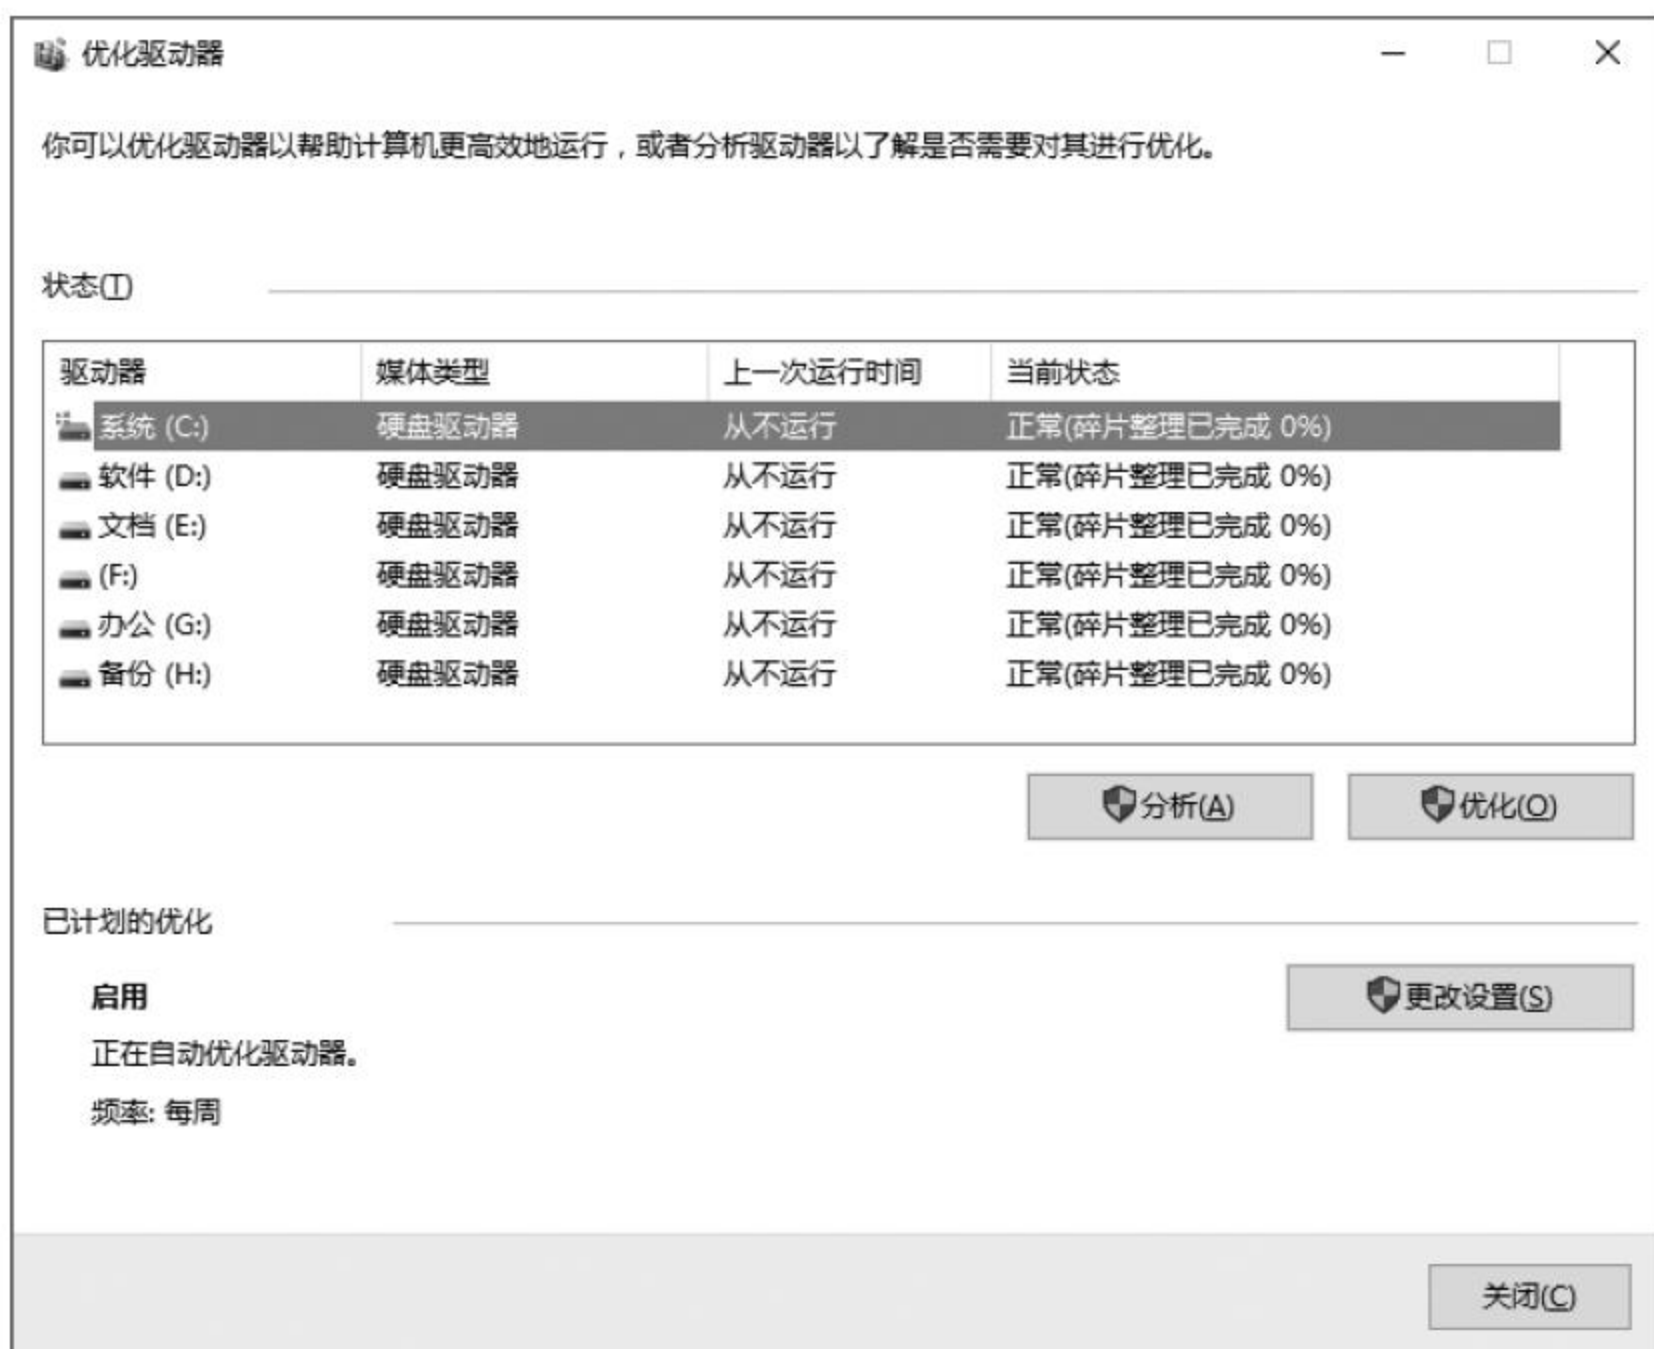 优化驱动器
你可以优化驱动器以帮助计算机更高效地运行，或者分析驱动器以了解是否需要对其进行优化。
状态(T)
驱动器 媒体类型 上一次运行时间 当前状态
系统 (C:) 硬盘驱动器 从不运行 正常(碎片整理已完成 0%)
软件 (D:) 硬盘驱动器 从不运行 正常(碎片整理已完成 0%)
文档 (E:) 硬盘驱动器 从不运行 正常(碎片整理已完成 0%)
(F:) 硬盘驱动器 从不运行 正常(碎片整理已完成 0%)
办公 (G:) 硬盘驱动器 从不运行 正常(碎片整理已完成 0%)
备份 (H:) 硬盘驱动器 从不运行 正常(碎片整理已完成 0%)
分析(A) 优化(O)
已计划的优化
启用 更改设置(S)
正在自动优化驱动器。
频率: 每周
关闭(C)